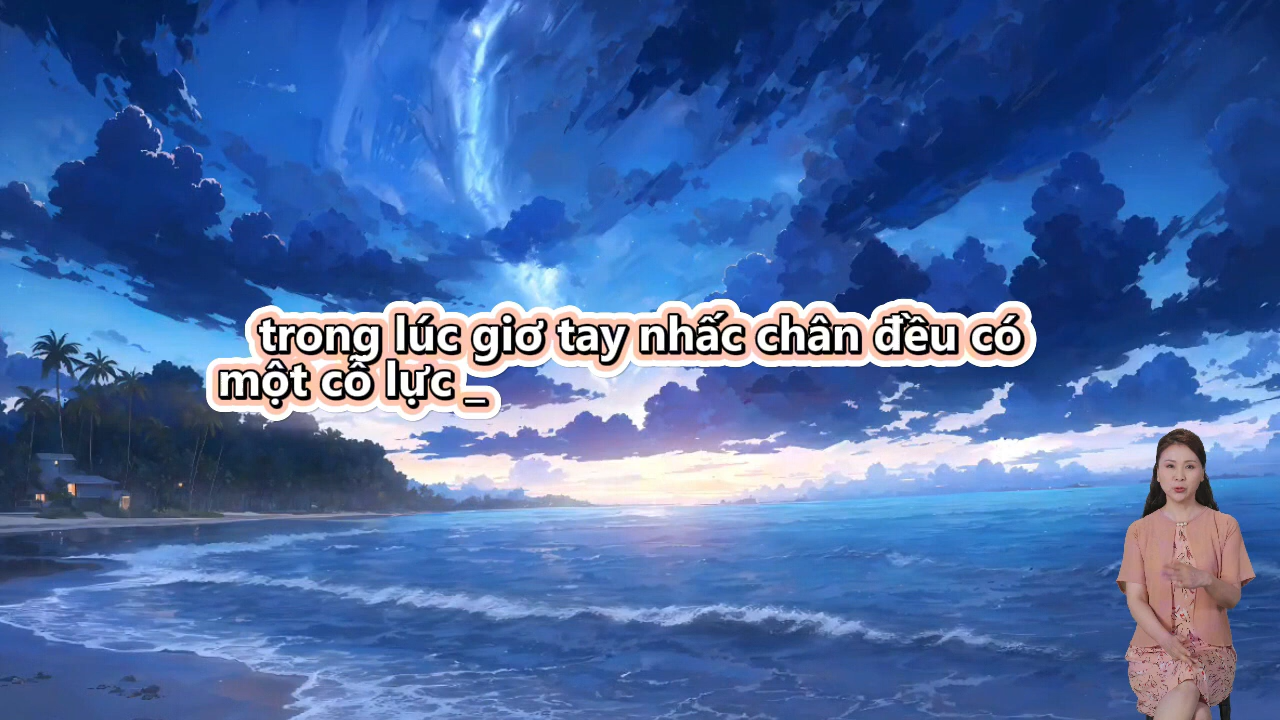 trong lúc giơ tay nhấc chân đều có
một cỗ lực _